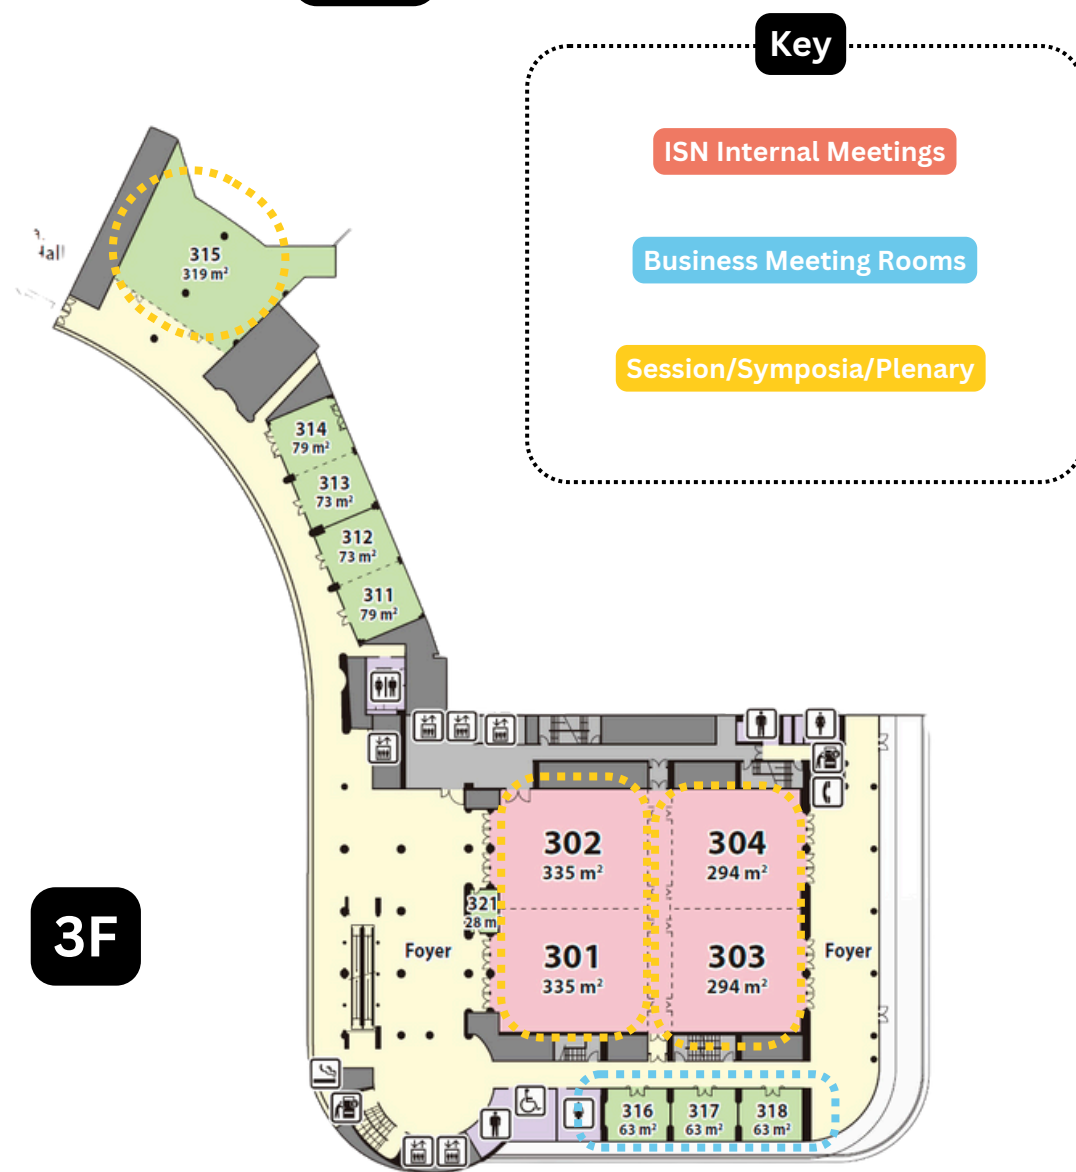 Key
ISN Internal Meetings
Business Meeting Rooms
Session/Symposia/Plenary
315
319 m²
314
79 m²
313
73 m²
312
73 m²
311
79 m²
302
335 m²
304
294 m²
321
28 m
3F
Foyer
301
335 m²
303
294 m²
Foyer
316
63 m²
317
63 m²
318
63 m²